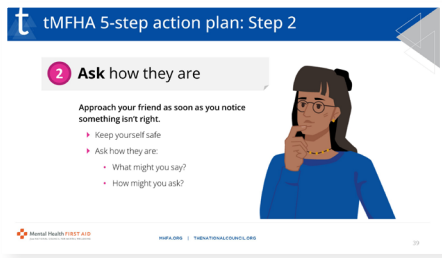 t tMFHA 5-step action plan: Step 2
2 Ask how they are
Approach your friend as soon as you notice
something isn't right.
Keep yourself safe
Ask how they are:
What might you say?
How might you ask?
Mental Health FIRST AID
MHFA.ORG | THENATIONALCOUNCIL.ORG